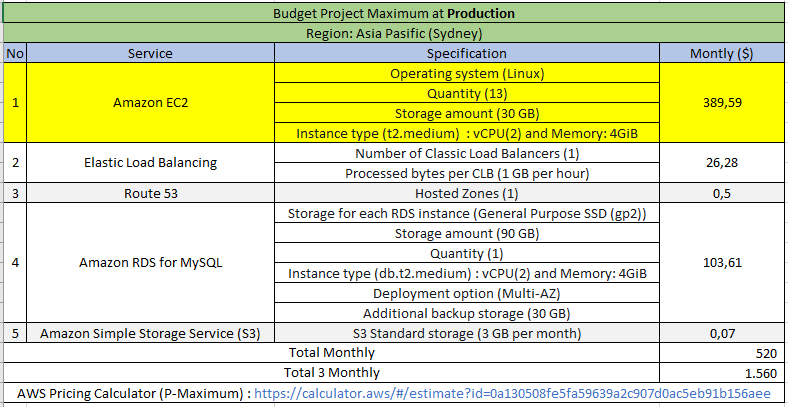 Budget Project Maximum at Production
Region: Asia Pasific (Sydney)
No Service Specification Montly ($)
1 Amazon EC2 Operating system (Linux) 389,59
Quantity (13)
Storage amount (30 GB)
Instance type (t2.medium) : vCPU(2) and Memory: 4GiB
2 Elastic Load Balancing Number of Classic Load Balancers (1) 26,28
Processed bytes per CLB (1 GB per hour)
3 Route 53 Hosted Zones (1) 0,5
4 Amazon RDS for MySQL Storage for each RDS instance (General Purpose SSD (gp2)) 103,61
Storage amount (90 GB)
Quantity (1)
Instance type (db.t2.medium) : vCPU(2) and Memory: 4GiB
Deployment option (Multi-AZ)
Additional backup storage (30 GB)
5 Amazon Simple Storage Service (S3) S3 Standard storage (3 GB per month) 0,07
Total Monthly 520
Total 3 Monthly 1.560
AWS Pricing Calculator (P-Maximum) : https://calculator.aws/#/estimate?id=0a130508fe5fa59639a2c907d0ac5eb91b156aee